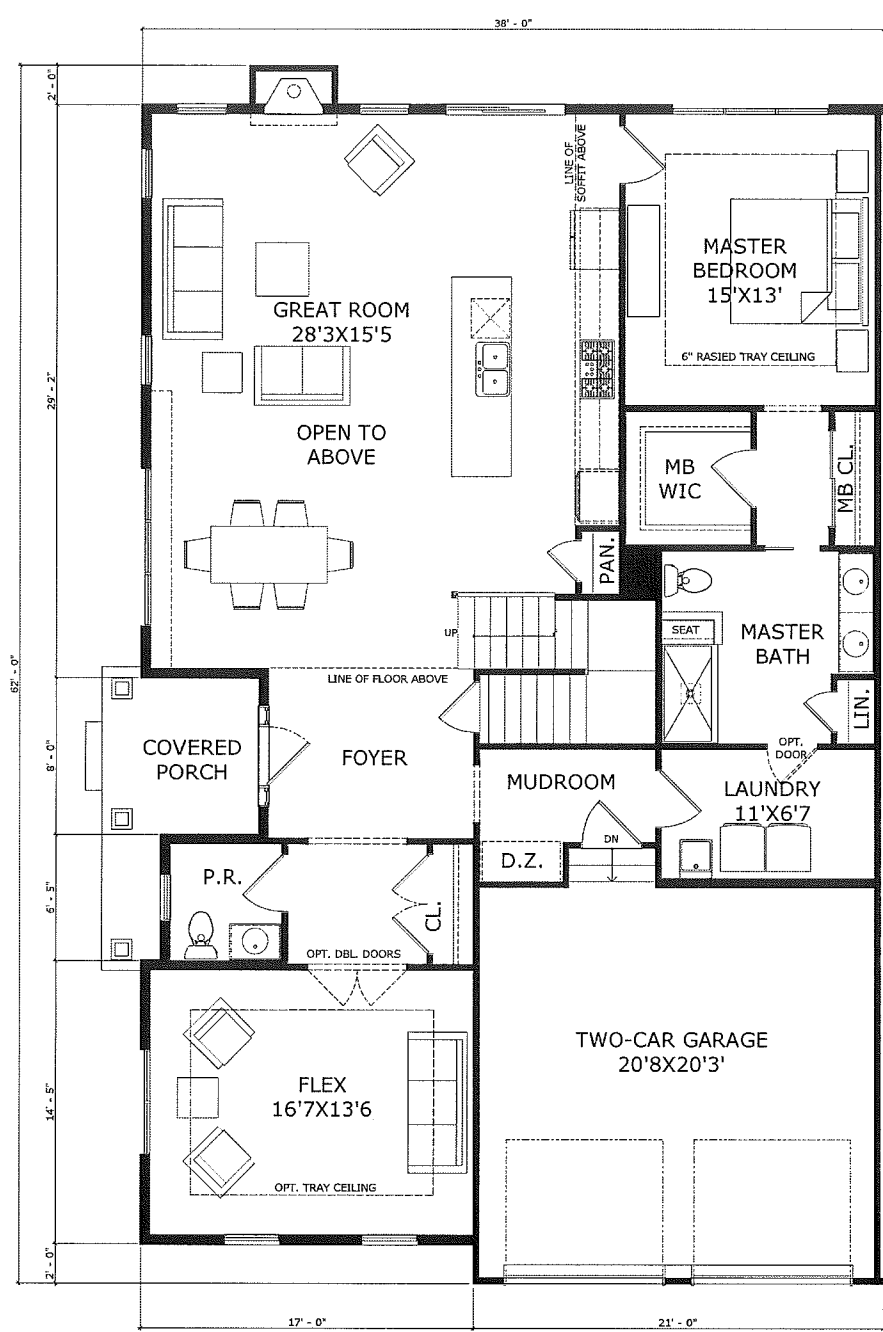 38' - 0"
2' - 0"
LINE OF
SOFFIT ABOVE
MASTER
BEDROOM
15'X13'
GREAT ROOM
28'3X15'5
6" RASIED TRAY CEILING
29' - 2"
OPEN TO
ABOVE
MB
WIC
MB CL.
PAN.
UP
SEAT
MASTER
BATH
62' - 0"
LINE OF FLOOR ABOVE
LIN.
8' - 0"
COVERED
PORCH
FOYER
OPT.
DOOR
MUDROOM
LAUNDRY
11'X6'7
DN
D.Z.
6' - 5"
P.R.
CL.
OPT. DBL. DOORS
TWO-CAR GARAGE
20'8X20'3'
FLEX
16'7X13'6
14' - 5"
OPT. TRAY CEILING
2' - 0"
17' - 0"
21' - 0"